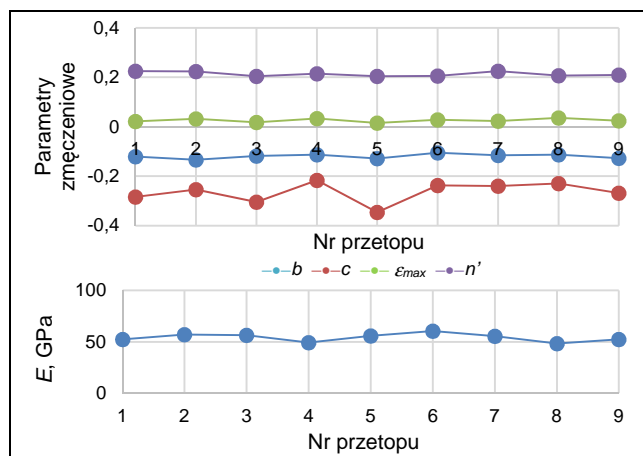 Parametry
zmęczeniowe
0,4
0,2
0
-0,2
-0,4
1 2 3 4 5 6 7 8 9
Nr przetopu
b c εmax n'
E, GPa
100
50
0
1 2 3 4 5 6 7 8 9
Nr przetopu